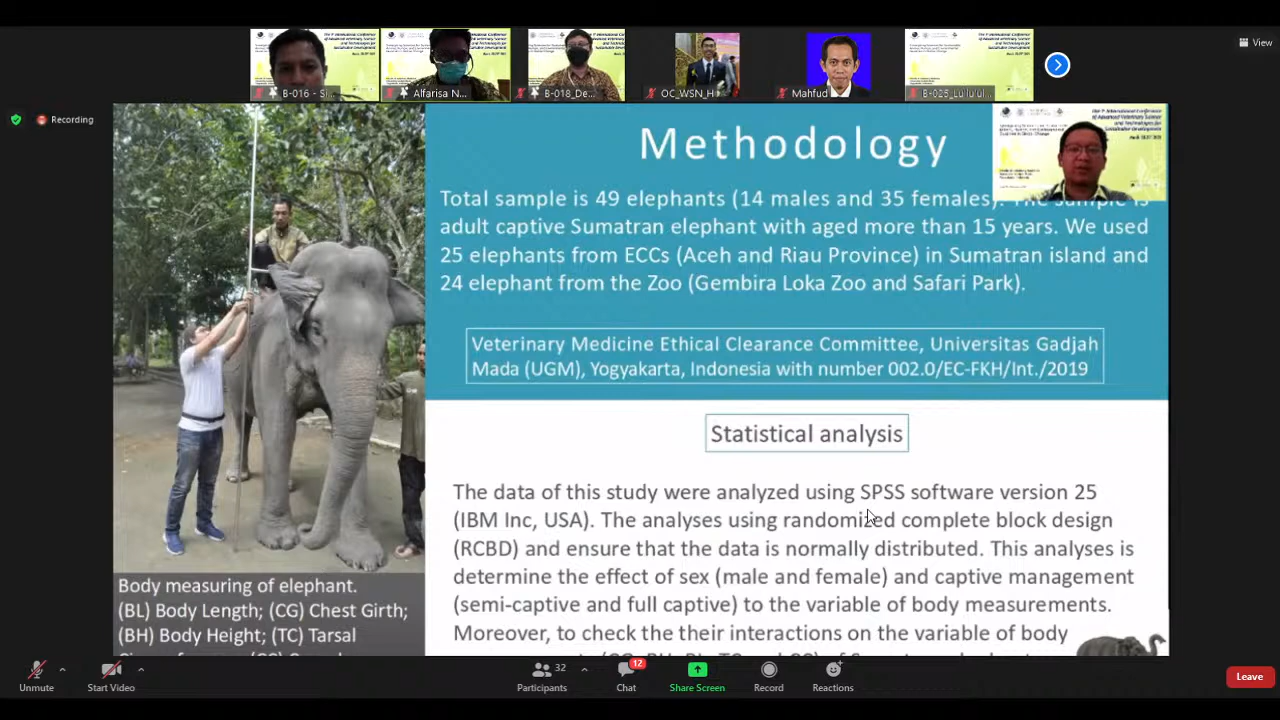 View
B-016 - Si...
Alfarisa N...
B-018_De...
OC_WSN_H
Mahfud
B-025_Lu'lu'ul...
Recording
Methodology
Total sample is 49 elephants (14 males and 35 females). The sample is
adult captive Sumatran elephant with aged more than 15 years. We used
25 elephants from ECCs (Aceh and Riau Province) in Sumatran island and
24 elephant from the Zoo (Gembira Loka Zoo and Safari Park).
Veterinary Medicine Ethical Clearance Committee, Universitas Gadjah
Mada (UGM), Yogyakarta, Indonesia with number 002.0/EC-FKH/Int./2019
Statistical analysis
The data of this study were analyzed using SPSS software version 25
(IBM Inc, USA). The analyses using randomized complete block design
(RCBD) and ensure that the data is normally distributed. This analyses is
determine the effect of sex (male and female) and captive management
(semi-captive and full captive) to the variable of body measurements.
Moreover, to check the their interactions on the variable of body
Body measuring of elephant.
(BL) Body Length; (CG) Chest Girth;
(BH) Body Height; (TC) Tarsal
Unmute
Start Video
32
Participants
12
Chat
Share Screen
Record
Reactions
Leave